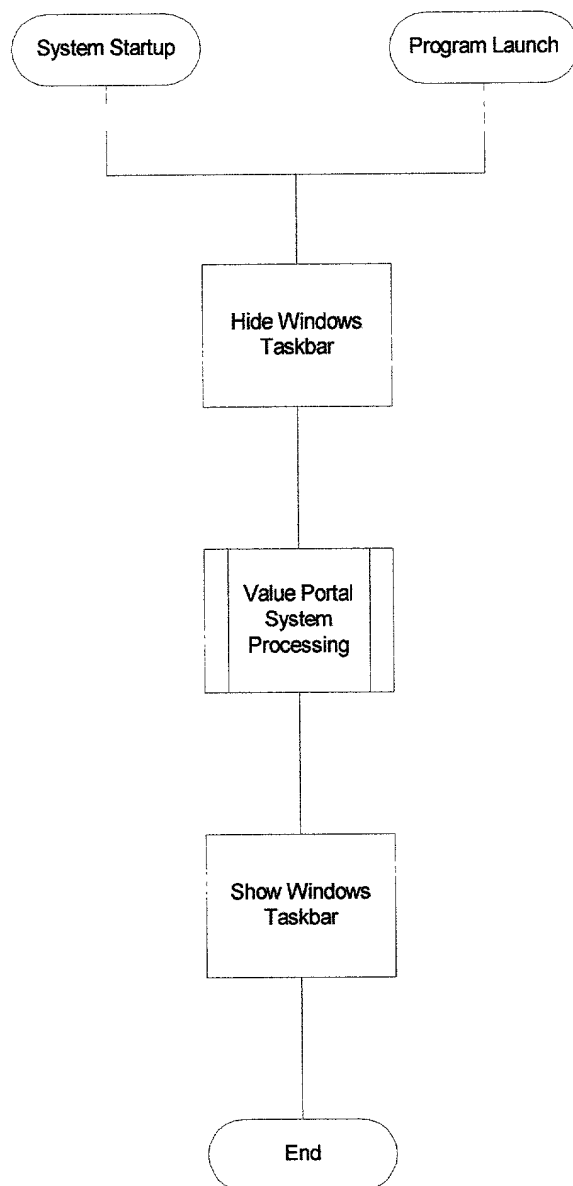 System Startup
Program Launch
Hide Windows
Taskbar
Value Portal
System
Processing
Show Windows
Taskbar
End